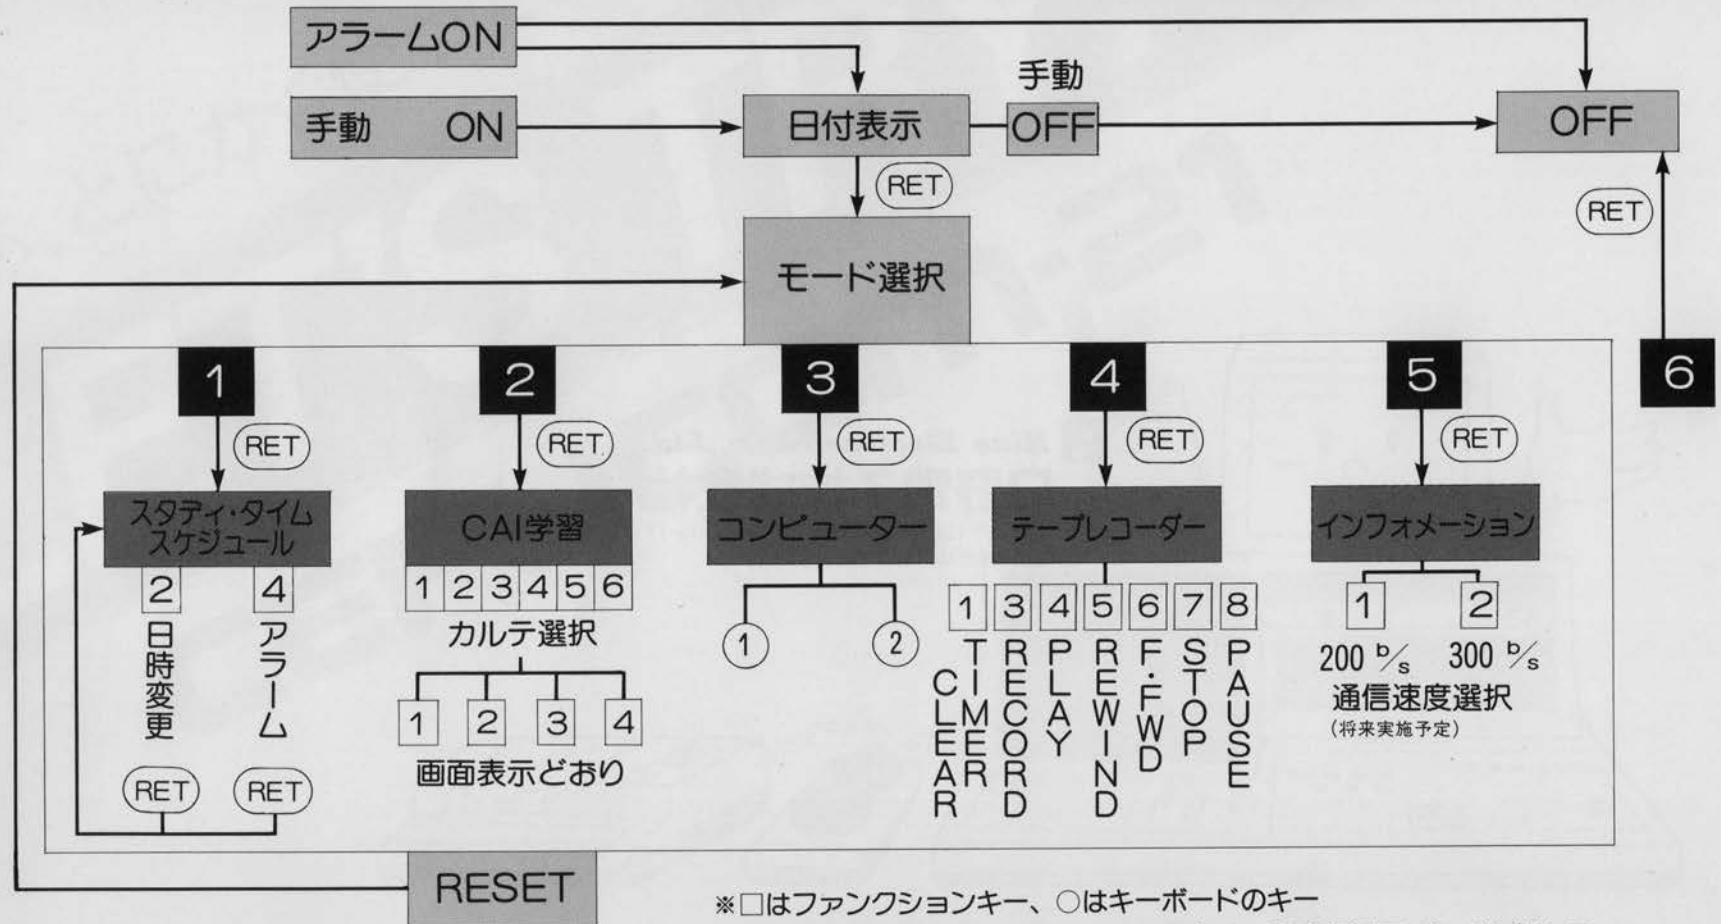 アラームON
手動 ON
日付表示
手動
OFF
OFF
RET
RET
モード選択
1
2
3
4
5
6
RET
RET
RET
RET
RET
スタディ・タイム
スケジュール
CAI学習
コンピューター
テープレコーダー
インフォメーション
2
4
日時変更
アラーム
RET
RET
1 2 3 4 5 6
カルテ選択
1 2 3 4
画面表示どおり
1
2
1 3 4 5 6 7 8
TIMER
CLEAR
RECORD
PLAY
REWIND
F・FWD
STOP
PAUSE
1
2
200 b/s
300 b/s
通信速度選択
(将来実施予定)
RESET
※□はファンクションキー、○はキーボードのキー